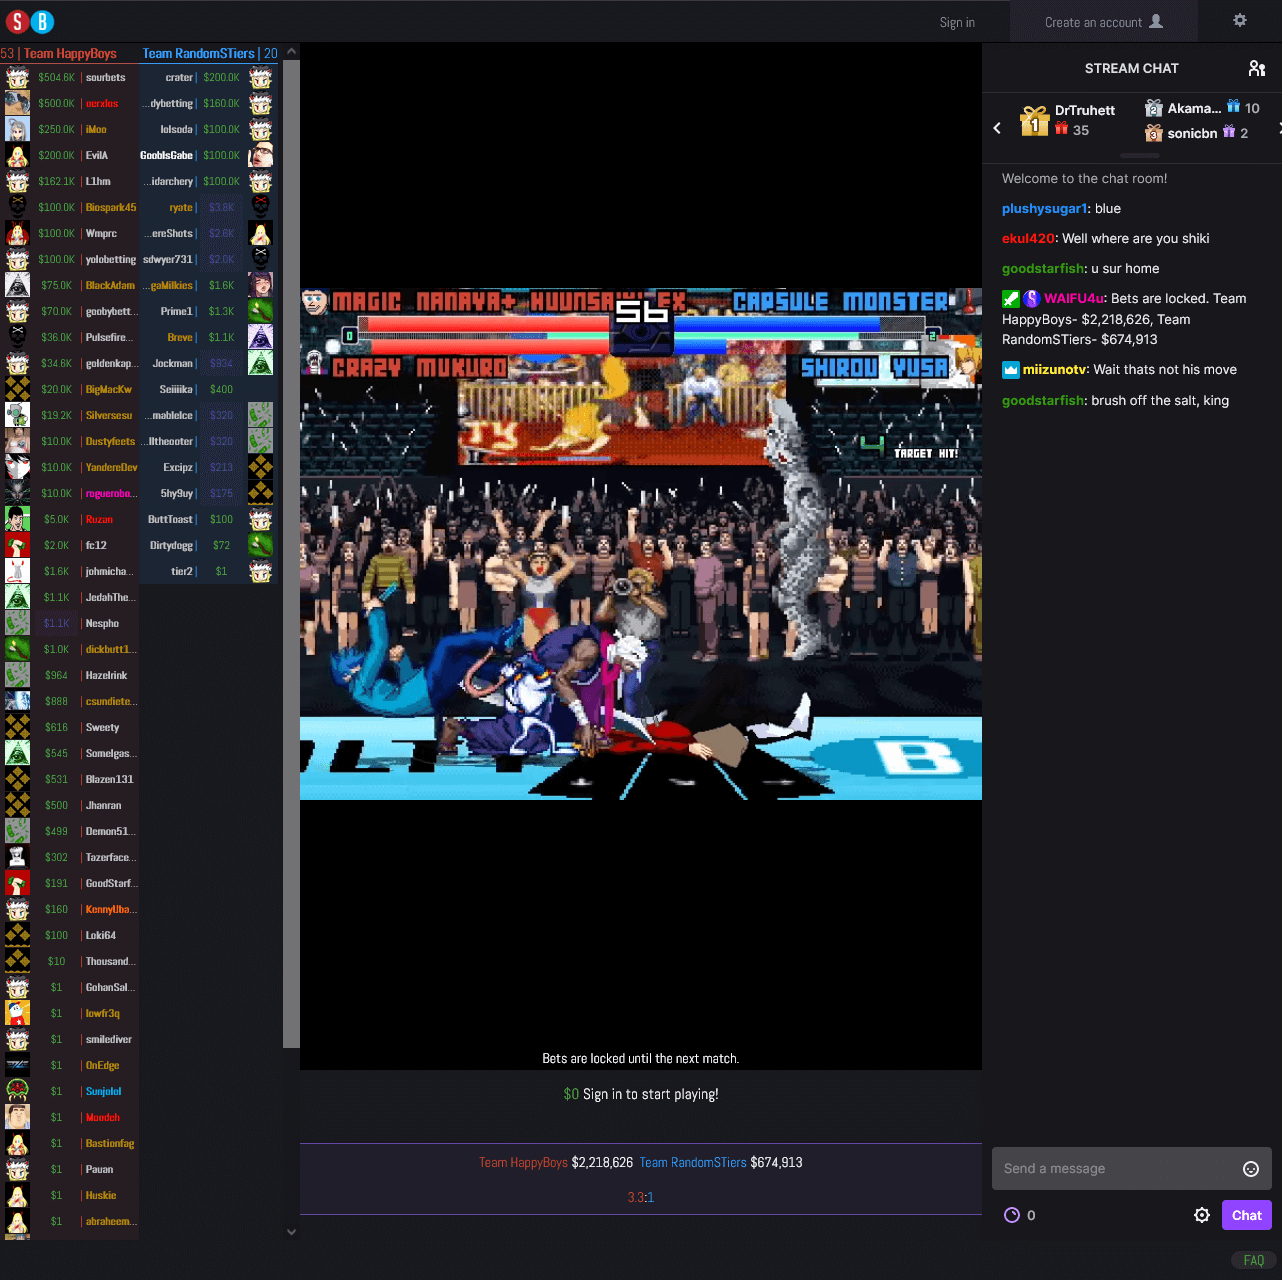 S B
Sign in
Create an account
53 | Team HappyBoys
Team RandomSTiers | 20
$504.6K | sourbets
crater | $200.0K
$500.0K | ocrxlos
...dybetting | $160.0K
$250.0K | iMoe
lolsoda | $100.0K
$200.0K | EvilA
GoobIsGabe | $100.0K
$162.1K | L1hm
...idarchery | $100.0K
$100.0K | Biospark45
ryate | $3.8K
$100.0K | Wmprc
...ereShots | $2.6K
$100.0K | yolobetting
sdwyer731 | $2.0K
$75.0K | BlackAdam
...gaMilkies | $1.6K
$70.0K | goobybett...
Prime1 | $1.3K
$36.0K | Pulsefire...
Breve | $1.1K
$34.6K | goldenkap...
Jockman | $934
$20.0K | BigMacKw
Seiiiika | $400
$19.2K | Silversesu
...mableIce | $320
$10.0K | Dustyfeets
...lltheooter | $320
$10.0K | YandereDev
Excipz | $213
$10.0K | roguerobo...
5hy9uy | $175
$5.0K | Ruzan
ButtToast | $100
$2.0K | fc12
Dirtydogg | $72
$1.6K | johmicha...
tier2 | $1
$1.1K | JedahThe...
$1.1K | Nespho
$1.0K | dickbutt1...
$964 | Hazelrink
$888 | csundiete...
$616 | Sweety
$545 | SomeIgas...
$531 | Blazen131
$500 | Jhanran
$499 | Demon51...
$302 | Tazerface...
$191 | GoodStarf...
$160 | KennyUba...
$100 | Loki64
$10 | Thousand...
$1 | GohanSal...
$1 | lowfr3q
$1 | smilediver
$1 | OnEdge
$1 | Sunjolol
$1 | Moodoh
$1 | Bastionfag
$1 | Pauan
$1 | Huskie
$1 | abraheem...
MAGIC NANAYA+
56
EX
CAPSULE MONSTER
0
2
CRAZY MUKURO
SHIROU YUSA
4 TARGET HIT!
B
Bets are locked until the next match.
$0 Sign in to start playing!
Team HappyBoys $2,218,626 Team RandomSTiers $674,913
3.3:1
STREAM CHAT
1 DrTruhett
35
2 Akama... 10
3 sonicbn 2
Welcome to the chat room!
plushysugar1: blue
ekul420: Well where are you shiki
goodstarfish: u sur home
WAIFU4u: Bets are locked. Team
HappyBoys- $2,218,626, Team
RandomSTiers- $674,913
miizunotv: Wait thats not his move
goodstarfish: brush off the salt, king
Send a message
0
Chat
FAQ